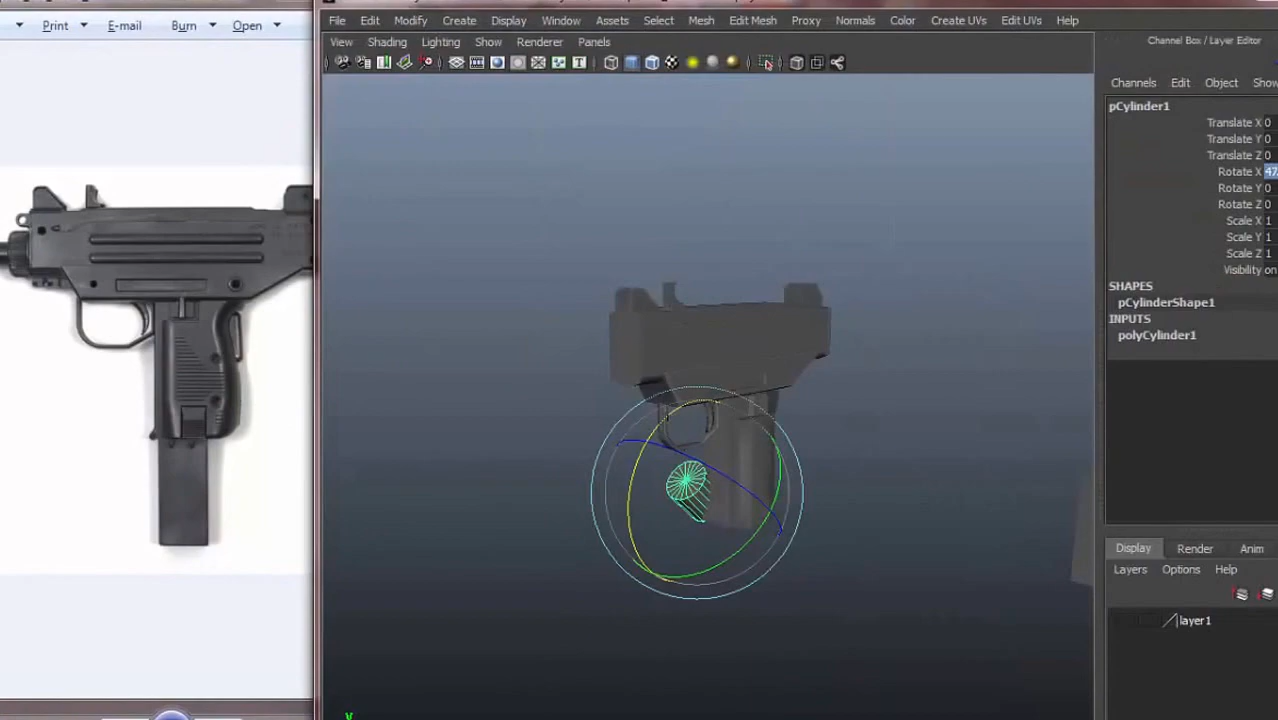 Print E-mail Burn Open
File Edit Modify Create Display Window Assets Select Mesh Edit Mesh Proxy Normals Color Create UVs Edit UVs Help
View Shading Lighting Show Renderer Panels
Channel Box / Layer Editor
Channels Edit Object Show
pCylinder1
Translate X 0
Translate Y 0
Translate Z 0
Rotate X 47.
Rotate Y 0
Rotate Z 0
Scale X 1
Scale Y 1
Scale Z 1
Visibility on
SHAPES
pCylinderShape1
INPUTS
polyCylinder1
Display Render Anim
Layers Options Help
layer1
y